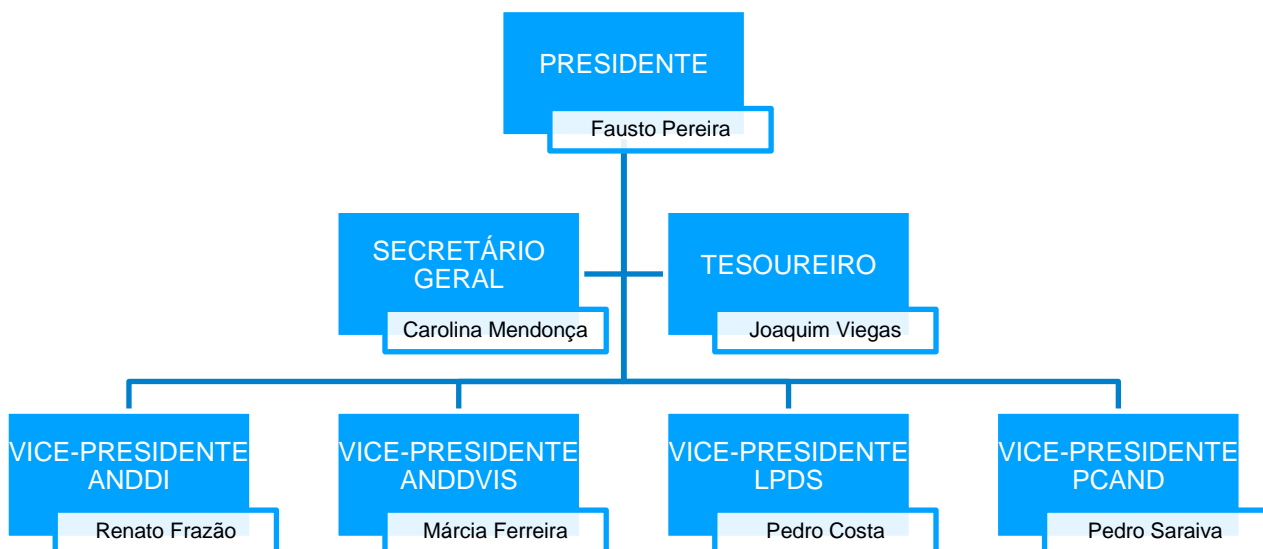 PRESIDENTE
Fausto Pereira
SECRETÁRIO
GERAL
Carolina Mendonça
TESOUREIRO
Joaquim Viegas
VICE-PRESIDENTE
ANDDI
Renato Frazão
VICE-PRESIDENTE
ANDDVIS
Márcia Ferreira
VICE-PRESIDENTE
LPDS
Pedro Costa
VICE-PRESIDENTE
PCAND
Pedro Saraiva